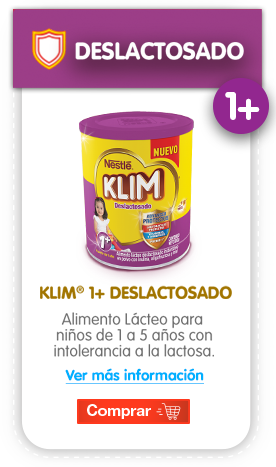 DESLACTOSADO
1+
NUEVO
Nestlé
KLIM
Deslactosado
1+
KLIM® 1+ DESLACTOSADO
Alimento Lácteo para
niños de 1 a 5 años con
intolerancia a la lactosa.
Ver más información
Comprar